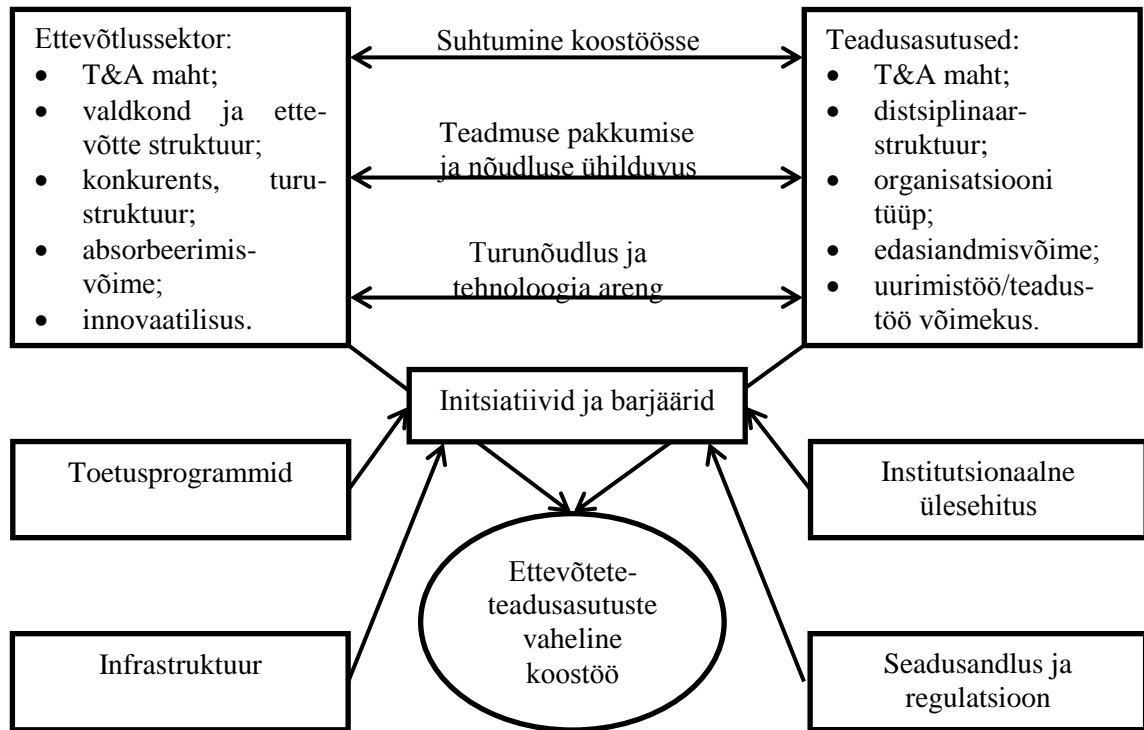 Ettevõtlussektor:
• T&A maht;
• valdkond ja ette-
võtte struktuur;
• konkurents, turu-
struktuur;
• absorbeerimis-
võime;
• innovaatilisus.
Suhtumine koostöösse
Teadmuse pakkumise
ja nõudluse ühilduvus
Turunõudlus ja
tehnoloogia areng
Teadusasutused:
• T&A maht;
• distsiplinaar-
struktuur;
• organisatsiooni
tüüp;
• edasiandmisvõime;
• uurimistöö/teadus-
töö võimekus.
Initsiatiivid ja barjäärid
Toetusprogrammid
Institutsionaalne
ülesehitus
Ettevõtete-
teadusasutuste
vaheline
koostöö
Infrastruktuur
Seadusandlus ja
regulatsioon